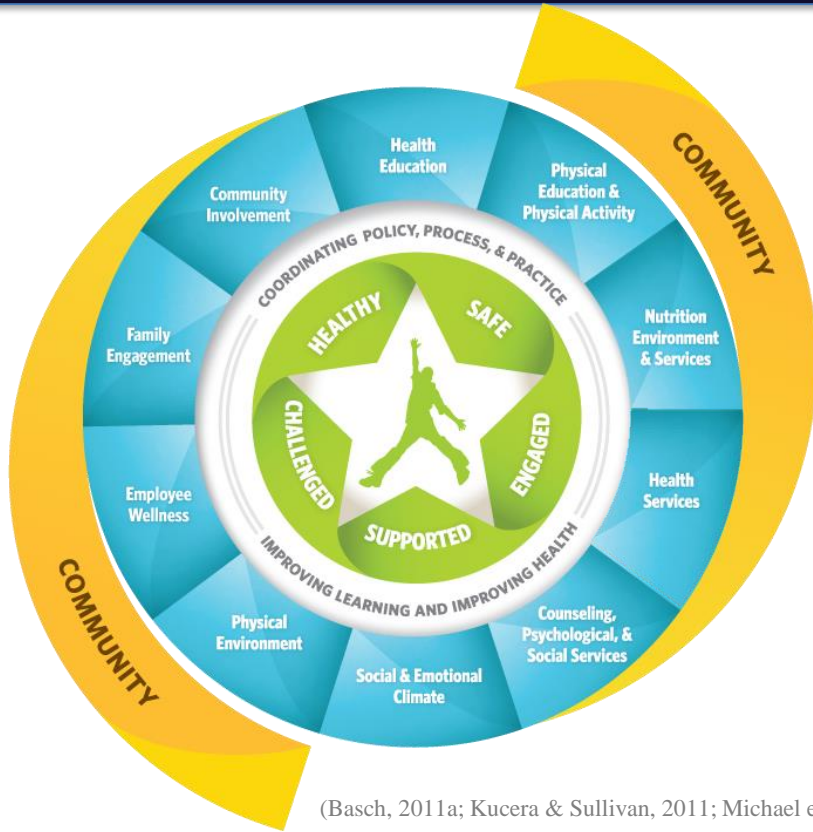 COMMUNITY
Health
Education
Physical
Education &
Physical Activity
Nutrition
Environment
& Services
Health
Services
Counseling,
Psychological, &
Social Services
Social & Emotional
Climate
Physical
Environment
Employee
Wellness
Family
Engagement
Community
Involvement
COORDINATING POLICY, PROCESS, & PRACTICE
IMPROVING LEARNING AND IMPROVING HEALTH
HEALTHY
SAFE
ENGAGED
SUPPORTED
CHALLENGED
COMMUNITY
(Basch, 2011a; Kucera & Sullivan, 2011; Michael e